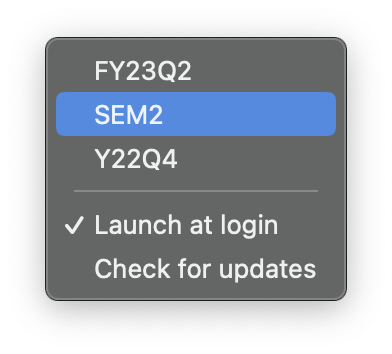 FY23Q2
SEM2
Y22Q4
✓ Launch at login
Check for updates